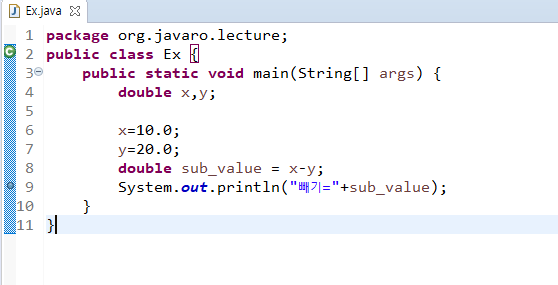 Ex.java
1 package org.javaro.lecture;
2 public class Ex {
3     public static void main(String[] args) {
4         double x,y;
5
6         x=10.0;
7         y=20.0;
8         double sub_value = x-y;
9         System.out.println("빼기="+sub_value);
10     }
11 }